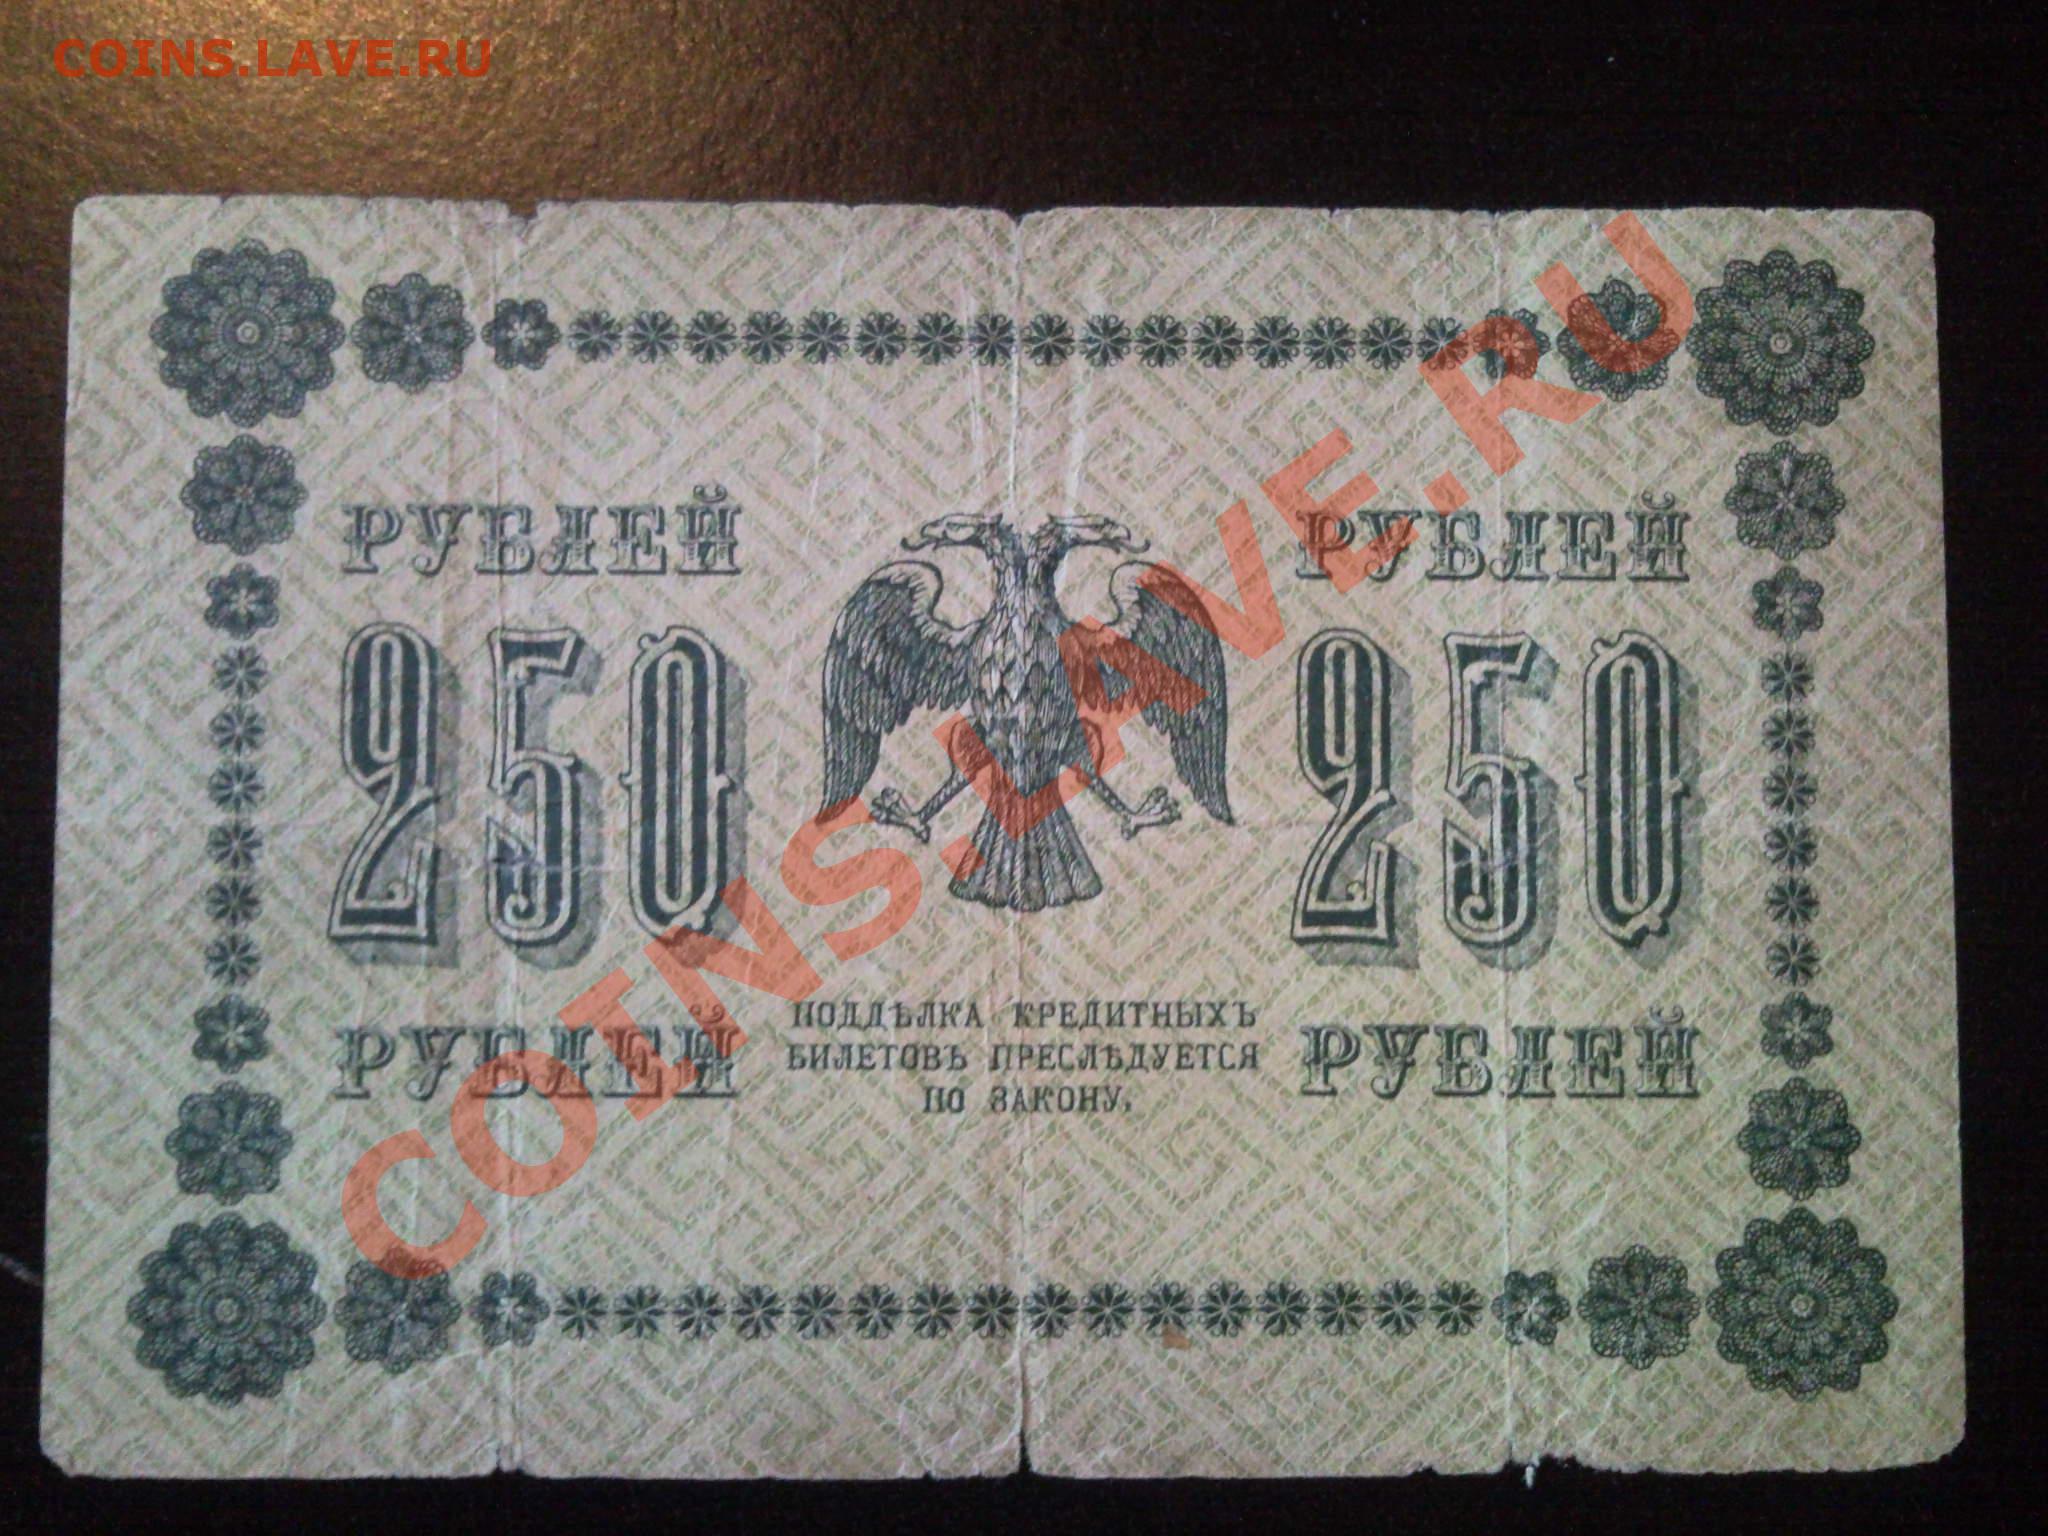 COINS.LAVE.RU
РУБЛЕЙ РУБЛЕЙ
250 250
РУБЛЕЙ РУБЛЕЙ
ПОДДѢЛКА КРЕДИТНЫХЪ
БИЛЕТОВЪ ПРЕСЛѢДУЕТСЯ
ПО ЗАКОНУ.
COINS.LAVE.RU